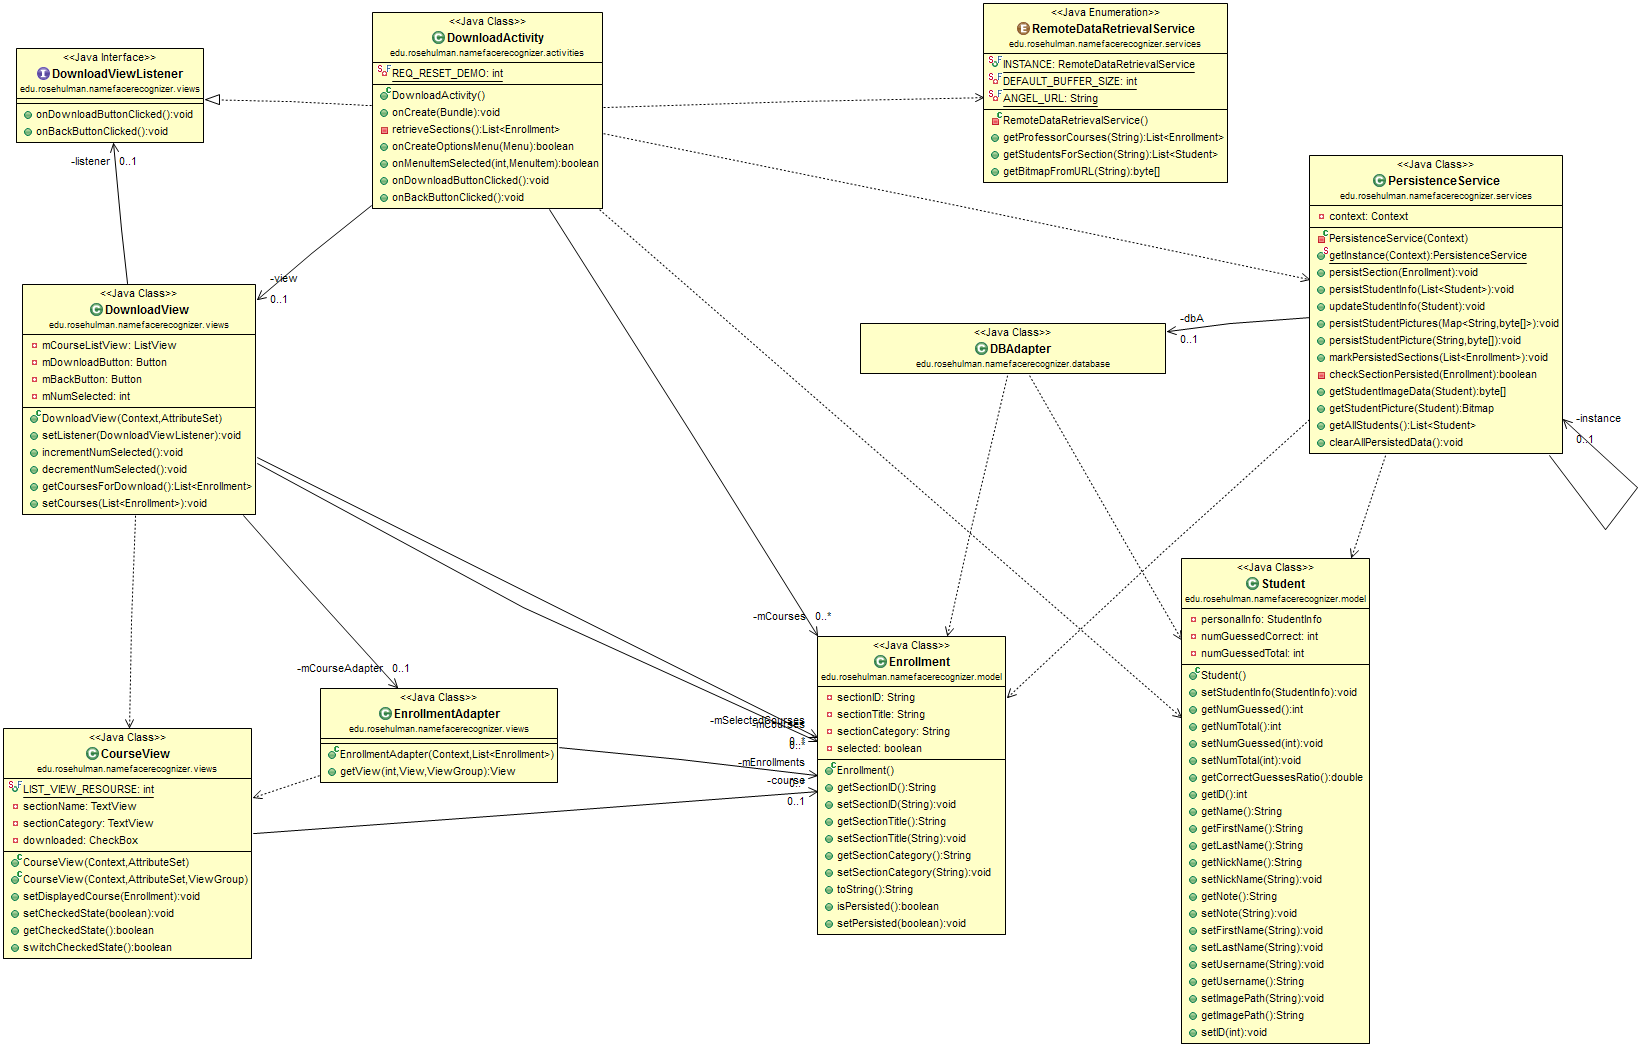 <<Java Interface>>
DownloadViewListener
edu.rosehulman.namefacerecognizer.views
onDownloadButtonClicked():void
onBackButtonClicked():void
-listener 0..1
<<Java Class>>
DownloadActivity
edu.rosehulman.namefacerecognizer.activities
REQ_RESET_DEMO: int
DownloadActivity()
onCreate(Bundle):void
retrieveSections():List<Enrollment>
onCreateOptionsMenu(Menu):boolean
onMenuItemSelected(int,MenuItem):boolean
onDownloadButtonClicked():void
onBackButtonClicked():void
<<Java Enumeration>>
RemoteDataRetrievalService
edu.rosehulman.namefacerecognizer.services
INSTANCE: RemoteDataRetrievalService
DEFAULT_BUFFER_SIZE: int
ANGEL_URL: String
RemoteDataRetrievalService()
getProfessorCourses(String):List<Enrollment>
getStudentsForSection(String):List<Student>
getBitmapFromURL(String):byte[]
<<Java Class>>
PersistenceService
edu.rosehulman.namefacerecognizer.services
context: Context
PersistenceService(Context)
getInstance(Context):PersistenceService
persistSection(Enrollment):void
persistStudentInfo(List<Student>):void
updateStudentInfo(Student):void
persistStudentPictures(Map<String,byte[]>):void
persistStudentPicture(String,byte[]):void
markPersistedSections(List<Enrollment>):void
checkSectionPersisted(Enrollment):boolean
getStudentImageData(Student):byte[]
getStudentPicture(Student):Bitmap
getAllStudents():List<Student>
clearAllPersistedData():void
-instance
0..1
-view
0..1
-dbA
0..1
<<Java Class>>
DownloadView
edu.rosehulman.namefacerecognizer.views
mCourseListView: ListView
mDownloadButton: Button
mBackButton: Button
mNumSelected: int
DownloadView(Context,AttributeSet)
setListener(DownloadViewListener):void
incrementNumSelected():void
decrementNumSelected():void
getCoursesForDownload():List<Enrollment>
setCourses(List<Enrollment>):void
<<Java Class>>
DBAdapter
edu.rosehulman.namefacerecognizer.database
-mCourses 0..*
-mCourseAdapter 0..1
<<Java Class>>
EnrollmentAdapter
edu.rosehulman.namefacerecognizer.views
EnrollmentAdapter(Context,List<Enrollment>)
getView(int,View,ViewGroup):View
-mSelectedCourses
-mCourses
0..*
0..*
-mEnrollments
0..*
-course
0..1
<<Java Class>>
CourseView
edu.rosehulman.namefacerecognizer.views
LIST_VIEW_RESOURSE: int
sectionName: TextView
sectionCategory: TextView
downloaded: CheckBox
CourseView(Context,AttributeSet)
CourseView(Context,AttributeSet,ViewGroup)
setDisplayedCourse(Enrollment):void
setCheckedState(boolean):void
getCheckedState():boolean
switchCheckedState():boolean
<<Java Class>>
Enrollment
edu.rosehulman.namefacerecognizer.model
sectionID: String
sectionTitle: String
sectionCategory: String
selected: boolean
Enrollment()
getSectionID():String
setSectionID(String):void
getSectionTitle():String
setSectionTitle(String):void
getSectionCategory():String
setSectionCategory(String):void
toString():String
isPersisted():boolean
setPersisted(boolean):void
<<Java Class>>
Student
edu.rosehulman.namefacerecognizer.model
personalInfo: StudentInfo
numGuessedCorrect: int
numGuessedTotal: int
Student()
setStudentInfo(StudentInfo):void
getNumGuessed():int
getNumTotal():int
setNumGuessed(int):void
setNumTotal(int):void
getCorrectGuessesRatio():double
getID():int
getName():String
getFirstName():String
getLastName():String
getNickName():String
setNickName(String):void
getNote():String
setNote(String):void
setFirstName(String):void
setLastName(String):void
setUsername(String):void
getUsername():String
setImagePath(String):void
getImagePath():String
setID(int):void